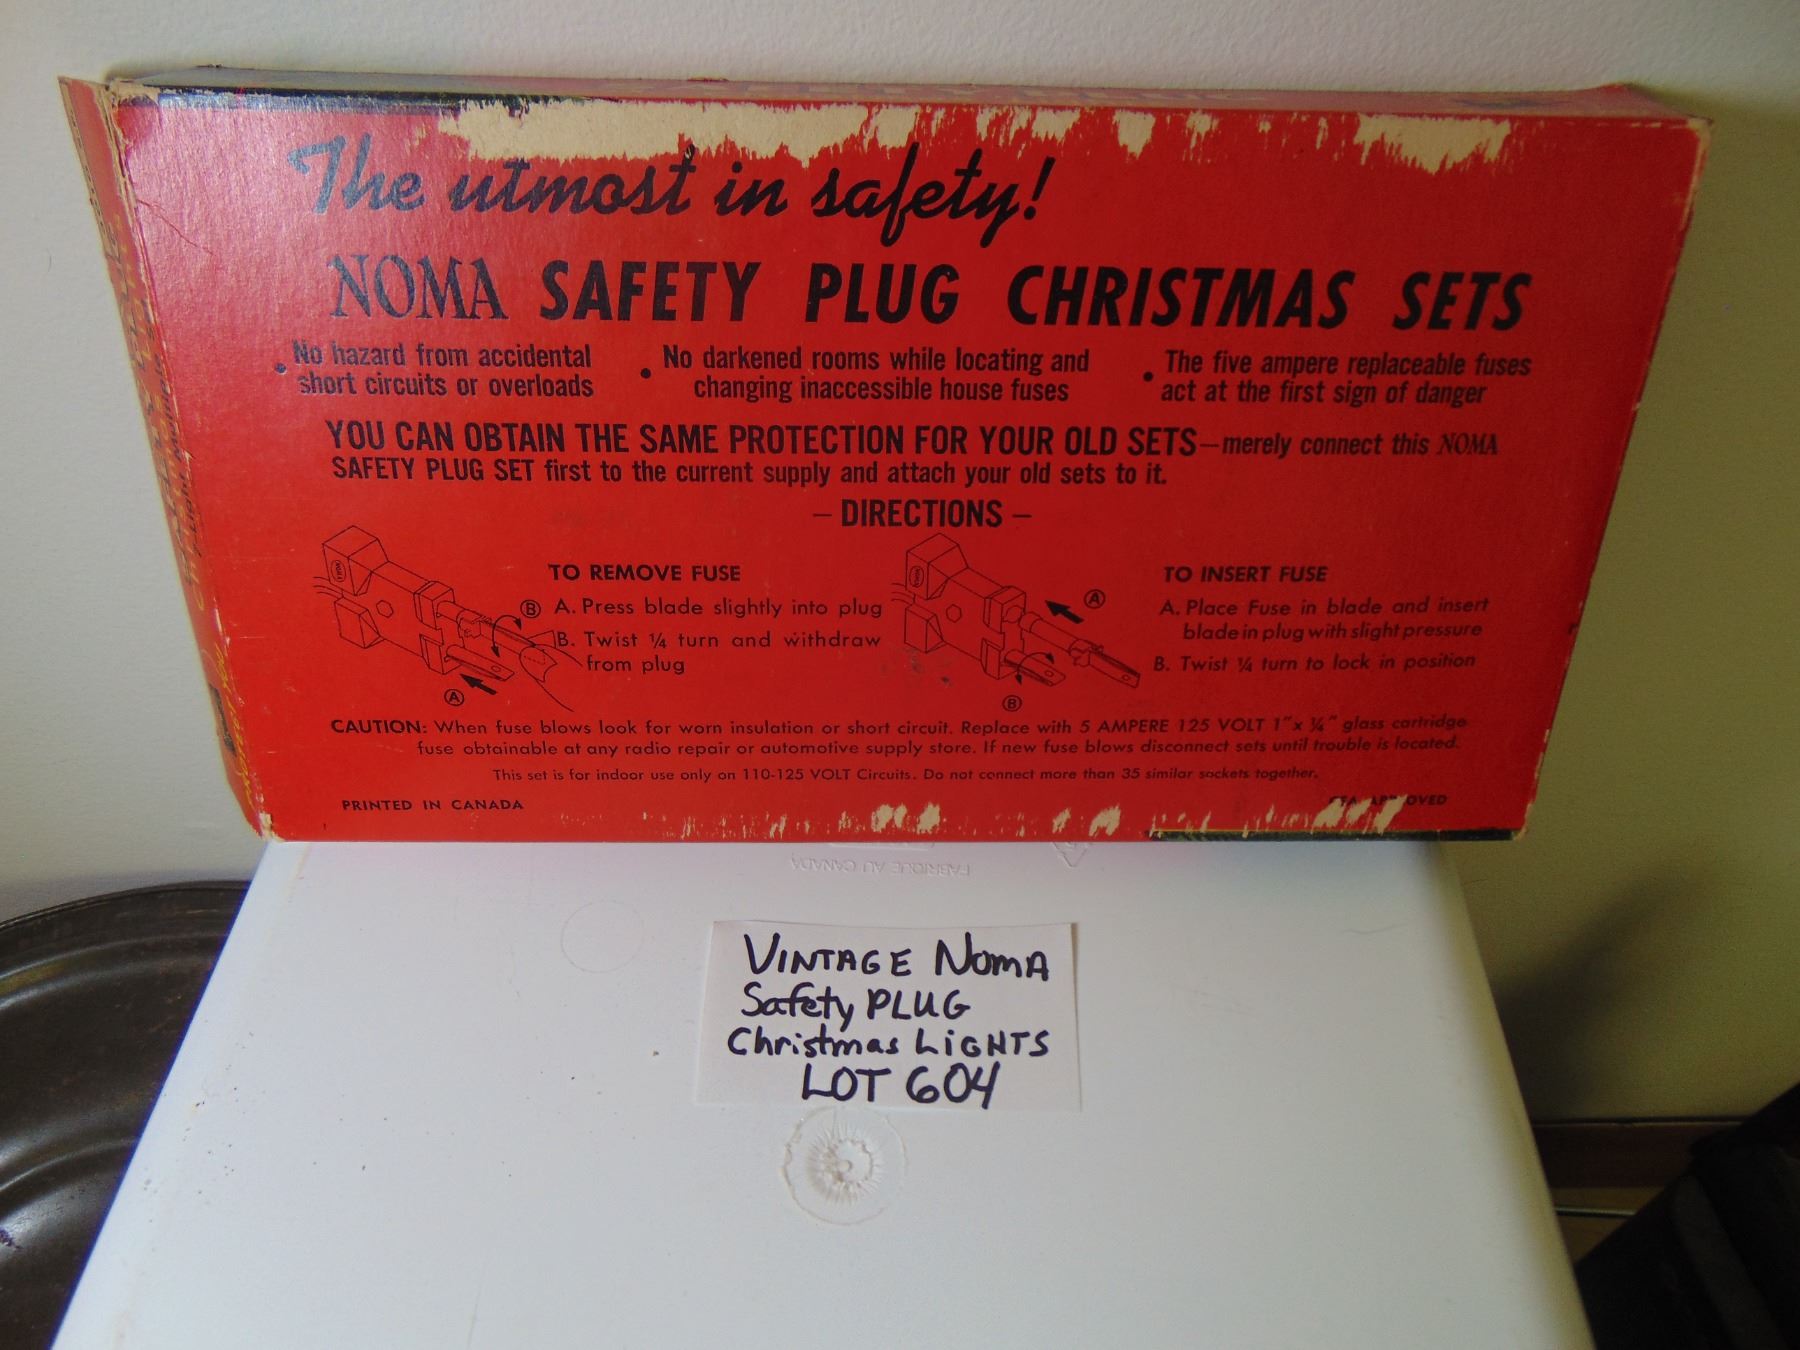 The utmost in safety!
NOMA SAFETY PLUG CHRISTMAS SETS
• No hazard from accidental
short circuits or overloads
• No darkened rooms while locating and
changing inaccessible house fuses
• The five ampere replaceable fuses
act at the first sign of danger
YOU CAN OBTAIN THE SAME PROTECTION FOR YOUR OLD SETS—merely connect this NOMA
SAFETY PLUG SET first to the current supply and attach your old sets to it.
– DIRECTIONS –
NOMA
TO REMOVE FUSE
B A. Press blade slightly into plug
B. Twist ¼ turn and withdraw
from plug
A
NOMA
A
TO INSERT FUSE
A. Place Fuse in blade and insert
blade in plug with slight pressure
B. Twist ¼ turn to lock in position
B
CAUTION: When fuse blows look for worn insulation or short circuit. Replace with 5 AMPERE 125 VOLT 1" x ¼" glass cartridge
fuse obtainable at any radio repair or automotive supply store. If new fuse blows disconnect sets until trouble is located.
This set is for indoor use only on 110-125 VOLT Circuits. Do not connect more than 35 similar sockets together.
PRINTED IN CANADA
FABRIQUE AU CANADA
VINTAGE NOMA
Safety PLUG
Christmas LIGHTS
LOT 604